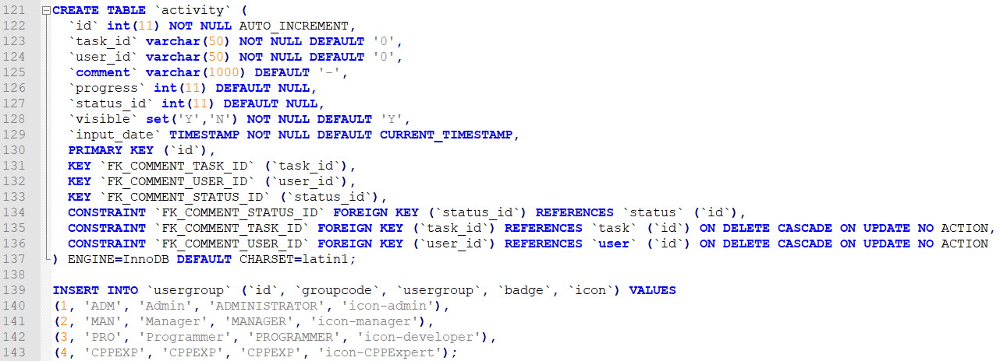 121 CREATE TABLE `activity` (
122 `id` int(11) NOT NULL AUTO_INCREMENT,
123 `task_id` varchar(50) NOT NULL DEFAULT '0',
124 `user_id` varchar(50) NOT NULL DEFAULT '0',
125 `comment` varchar(1000) DEFAULT '-',
126 `progress` int(11) DEFAULT NULL,
127 `status_id` int(11) DEFAULT NULL,
128 `visible` set('Y','N') NOT NULL DEFAULT 'Y',
129 `input_date` TIMESTAMP NOT NULL DEFAULT CURRENT_TIMESTAMP,
130 PRIMARY KEY (`id`),
131 KEY `FK_COMMENT_TASK_ID` (`task_id`),
132 KEY `FK_COMMENT_USER_ID` (`user_id`),
133 KEY `FK_COMMENT_STATUS_ID` (`status_id`),
134 CONSTRAINT `FK_COMMENT_STATUS_ID` FOREIGN KEY (`status_id`) REFERENCES `status` (`id`),
135 CONSTRAINT `FK_COMMENT_TASK_ID` FOREIGN KEY (`task_id`) REFERENCES `task` (`id`) ON DELETE CASCADE ON UPDATE NO ACTION,
136 CONSTRAINT `FK_COMMENT_USER_ID` FOREIGN KEY (`user_id`) REFERENCES `user` (`id`) ON DELETE CASCADE ON UPDATE NO ACTION
137 ) ENGINE=InnoDB DEFAULT CHARSET=latin1;
138
139 INSERT INTO `usergroup` (`id`, `groupcode`, `usergroup`, `badge`, `icon`) VALUES
140 (1, 'ADM', 'Admin', 'ADMINISTRATOR', 'icon-admin'),
141 (2, 'MAN', 'Manager', 'MANAGER', 'icon-manager'),
142 (3, 'PRO', 'Programmer', 'PROGRAMMER', 'icon-developer'),
143 (4, 'CPPEXP', 'CPPEXP', 'CPPEXP', 'icon-CPPExpert');